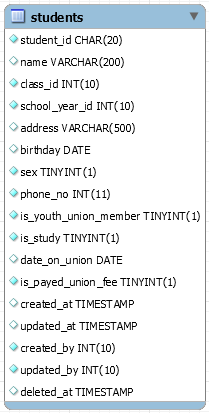 students
student_id CHAR(20)
name VARCHAR(200)
class_id INT(10)
school_year_id INT(10)
address VARCHAR(500)
birthday DATE
sex TINYINT(1)
phone_no INT(11)
is_youth_union_member TINYINT(1)
is_study TINYINT(1)
date_on_union DATE
is_payed_union_fee TINYINT(1)
created_at TIMESTAMP
updated_at TIMESTAMP
created_by INT(10)
updated_by INT(10)
deleted_at TIMESTAMP